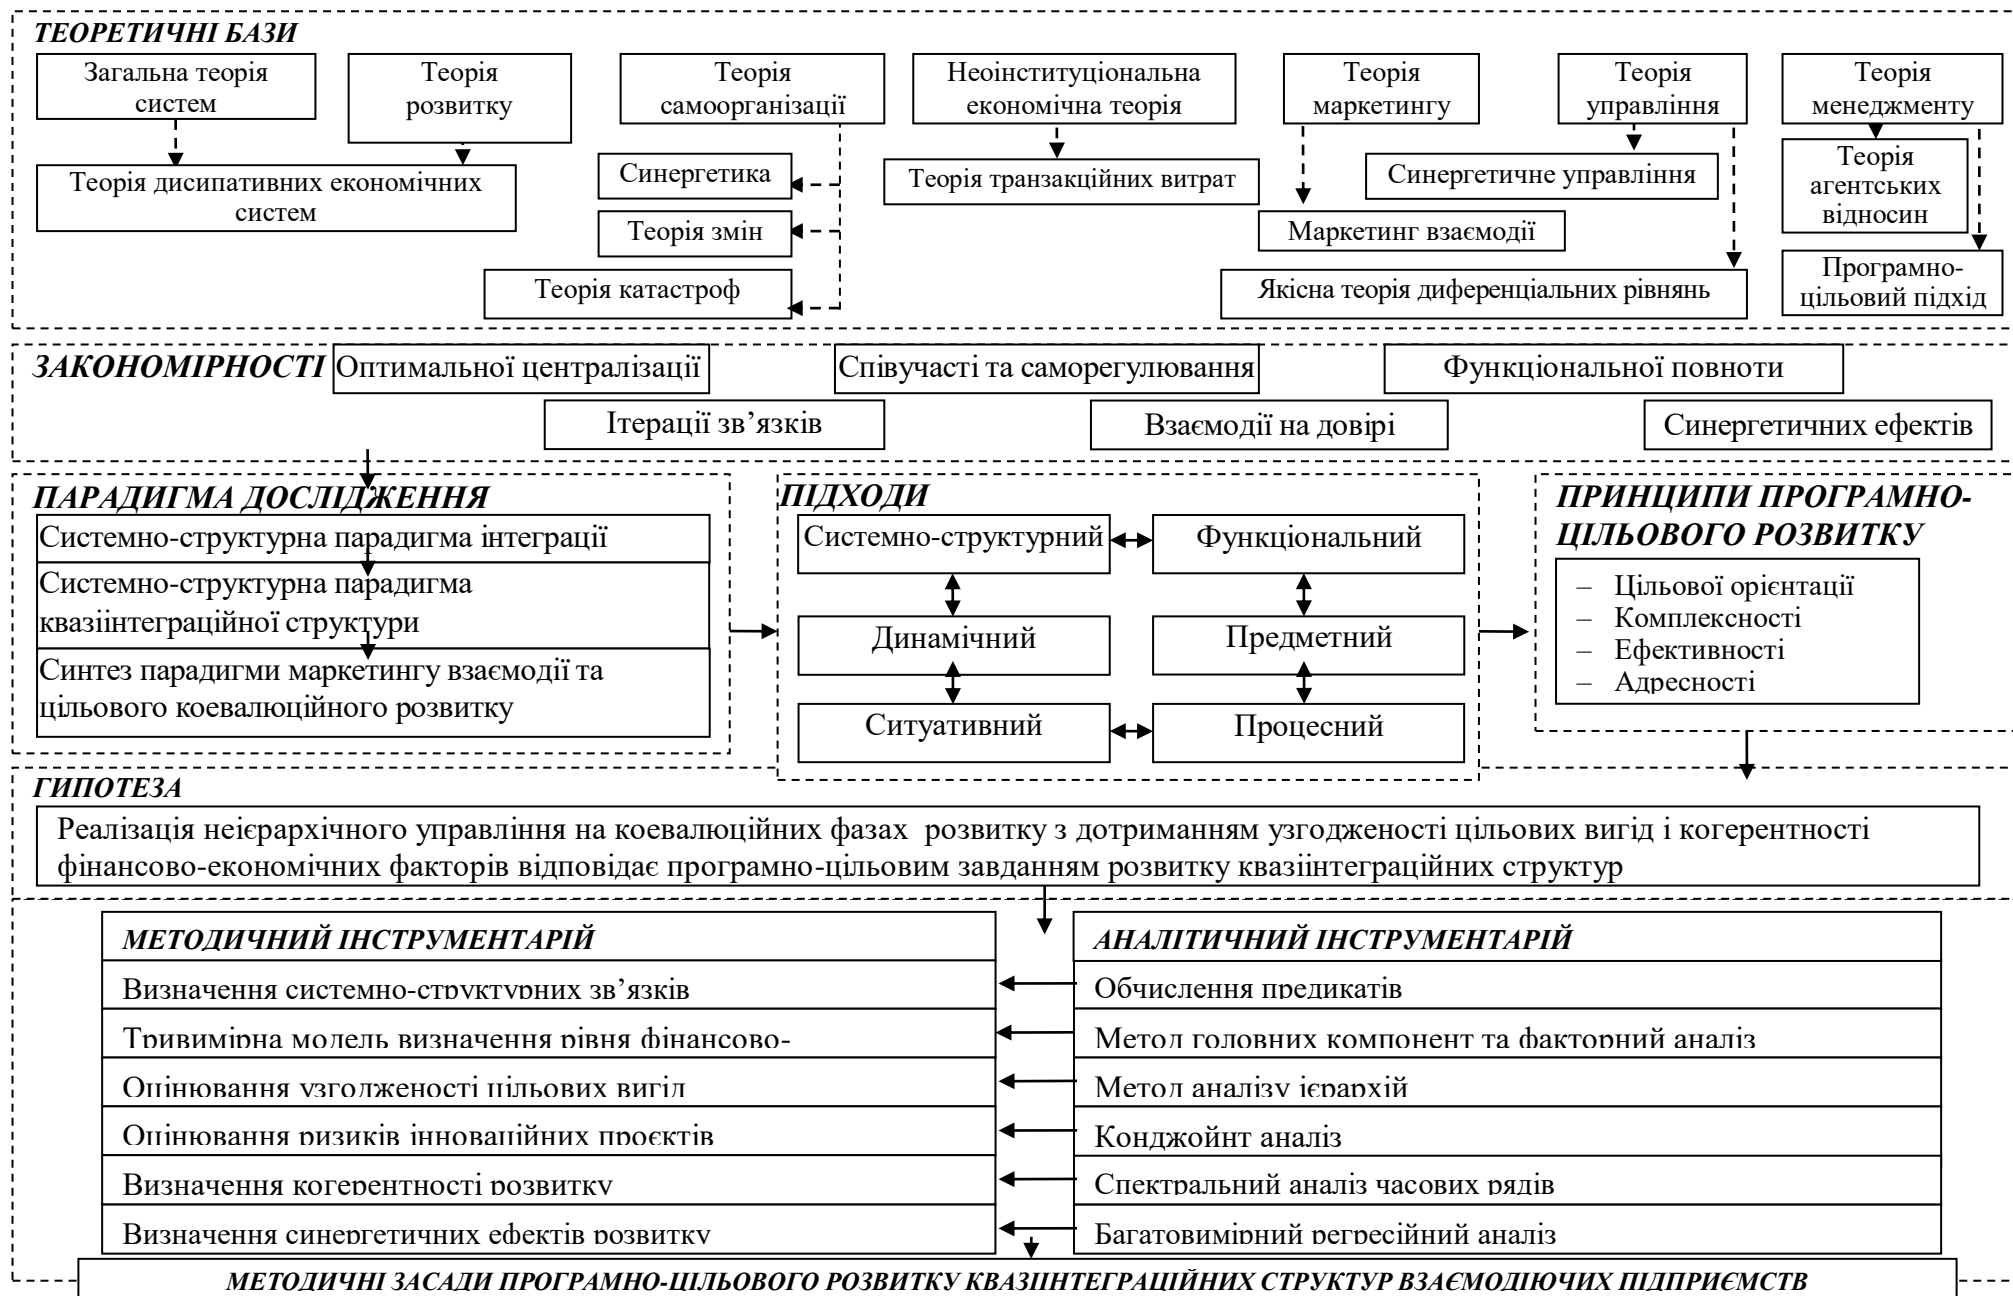 ТЕОРЕТИЧНІ БАЗИ
Загальна теорія
систем
Теорія
розвитку
Теорія
самоорганізації
Неоінституціональна
економічна теорія
Теорія
маркетингу
Теорія
управління
Теорія
менеджменту
Теорія дисипативних економічних
систем
Синергетика
Теорія змін
Теорія катастроф
Теорія транзакційних витрат
Маркетинг взаємодії
Синергетичне управління
Якісна теорія диференціальних рівнянь
Теорія
агентських
відносин
Програмно-
цільовий підхід
ЗАКОНОМІРНОСТІ
Оптимальної централізації
Співучасті та саморегулювання
Функціональної повноти
Ітерації зв’язків
Взаємодії на довірі
Синергетичних ефектів
ПАРАДИГМА ДОСЛІДЖЕННЯ
Системно-структурна парадигма інтеграції
Системно-структурна парадигма
квазіінтеграційної структури
Синтез парадигми маркетингу взаємодії та
цільового коевалюційного розвитку
ПІДХОДИ
Системно-структурний
Функціональний
Динамічний
Предметний
Ситуативний
Процесний
ПРИНЦИПИ ПРОГРАМНО-
ЦІЛЬОВОГО РОЗВИТКУ
– Цільової орієнтації
– Комплексності
– Ефективності
– Адресності
ГИПОТЕЗА
Реалізація неієрархічного управління на коевалюційних фазах розвитку з дотриманням узгодженості цільових вигід і когерентності
фінансово-економічних факторів відповідає програмно-цільовим завданням розвитку квазіінтеграційних структур
МЕТОДИЧНИЙ ІНСТРУМЕНТАРІЙ
Визначення системно-структурних зв’язків
Тривимірна модель визначення рівня фінансово-
Оцінювання узгодженості цільових вигід
Оцінювання ризиків інноваційних проєктів
Визначення когерентності розвитку
Визначення синергетичних ефектів розвитку
АНАЛІТИЧНИЙ ІНСТРУМЕНТАРІЙ
Обчислення предикатів
Метод головних компонент та факторний аналіз
Метод аналізу ієрархій
Конджойнт аналіз
Спектральний аналіз часових рядів
Багатовимірний регресійний аналіз
МЕТОДИЧНІ ЗАСАДИ ПРОГРАМНО-ЦІЛЬОВОГО РОЗВИТКУ КВАЗІІНТЕГРАЦІЙНИХ СТРУКТУР ВЗАЄМОДІЮЧИХ ПІДПРИЄМСТВ